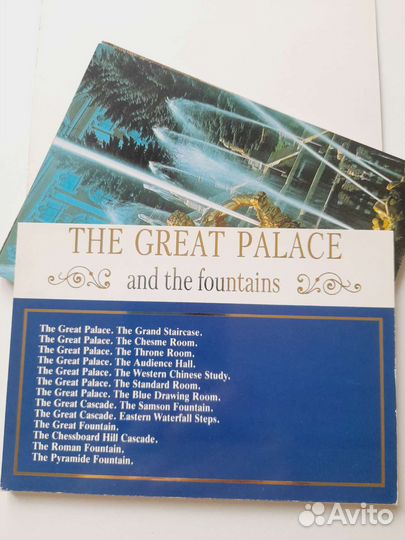 THE GREAT PALACE
and the fountains
The Great Palace. The Grand Staircase.
The Great Palace. The Chesme Room.
The Great Palace. The Throne Room.
The Great Palace. The Audience Hall.
The Great Palace. The Western Chinese Study.
The Great Palace. The Standard Room.
The Great Palace. The Blue Drawing Room.
The Great Cascade. The Samson Fountain.
The Great Cascade. Eastern Waterfall Steps.
The Great Fountain.
The Chessboard Hill Cascade.
The Roman Fountain.
The Pyramide Fountain.
Avito